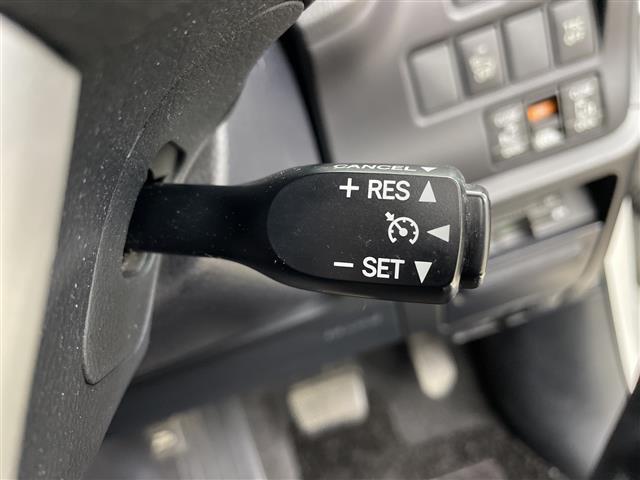 CANCEL ▼
+ RES ▲
◀
− SET ▼